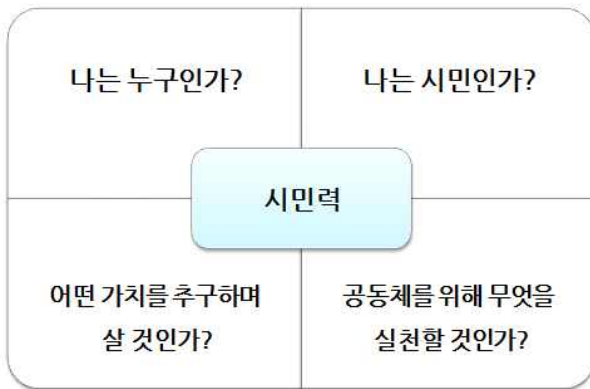 나는 누구인가?
나는 시민인가?
시민력
어떤 가치를 추구하며
살 것인가?
공동체를 위해 무엇을
실천할 것인가?